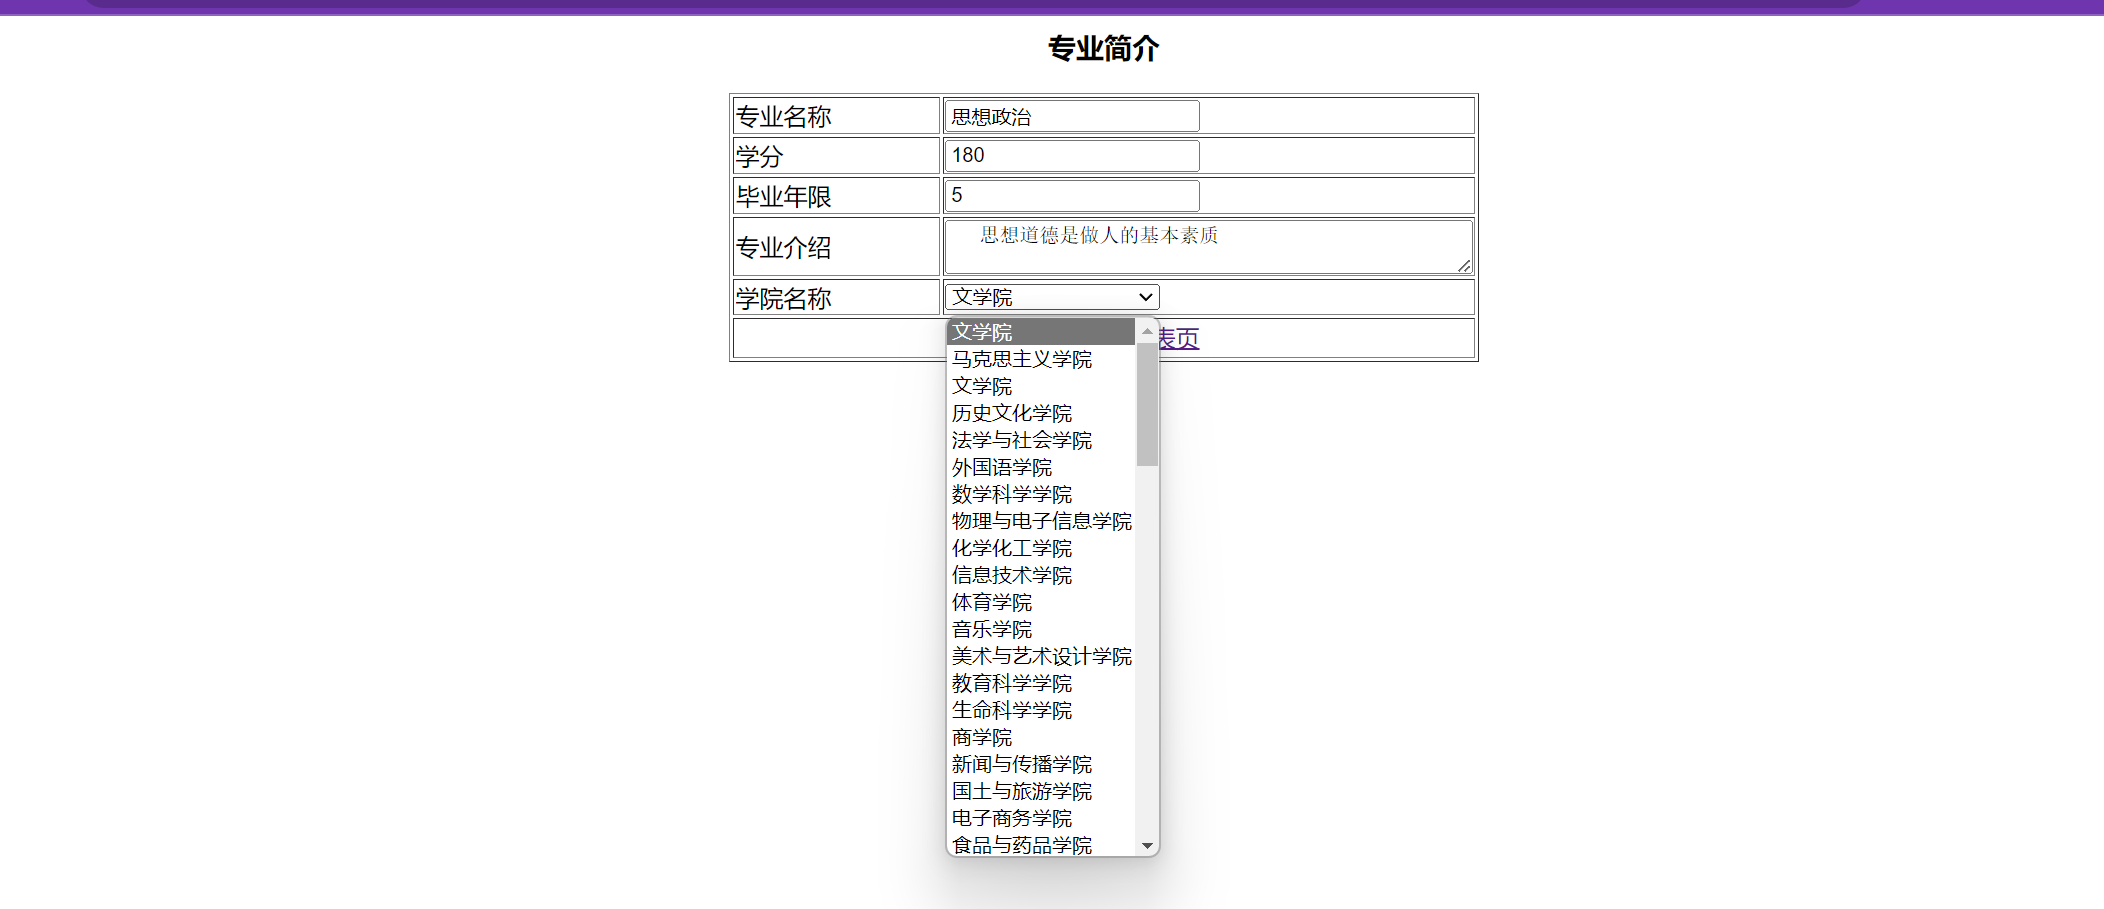 专业简介
专业名称 思想政治
学分 180
毕业年限 5
专业介绍 思想道德是做人的基本素质
学院名称 文学院
表页
文学院
马克思主义学院
文学院
历史文化学院
法学与社会学院
外国语学院
数学科学学院
物理与电子信息学院
化学化工学院
信息技术学院
体育学院
音乐学院
美术与艺术设计学院
教育科学学院
生命科学学院
商学院
新闻与传播学院
国土与旅游学院
电子商务学院
食品与药品学院